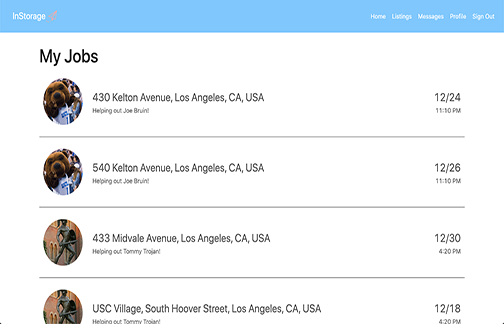 InStorage
Home Listings Messages Profile Sign Out
My Jobs
430 Kelton Avenue, Los Angeles, CA, USA 12/24
Helping out Joe Bruin! 11:10 PM
540 Kelton Avenue, Los Angeles, CA, USA 12/26
Helping out Joe Bruin! 11:10 PM
433 Midvale Avenue, Los Angeles, CA, USA 12/30
Helping out Tommy Trojan! 4:20 PM
USC Village, South Hoover Street, Los Angeles, CA, USA 12/18
Helping out Tommy Trojan! 4:20 PM